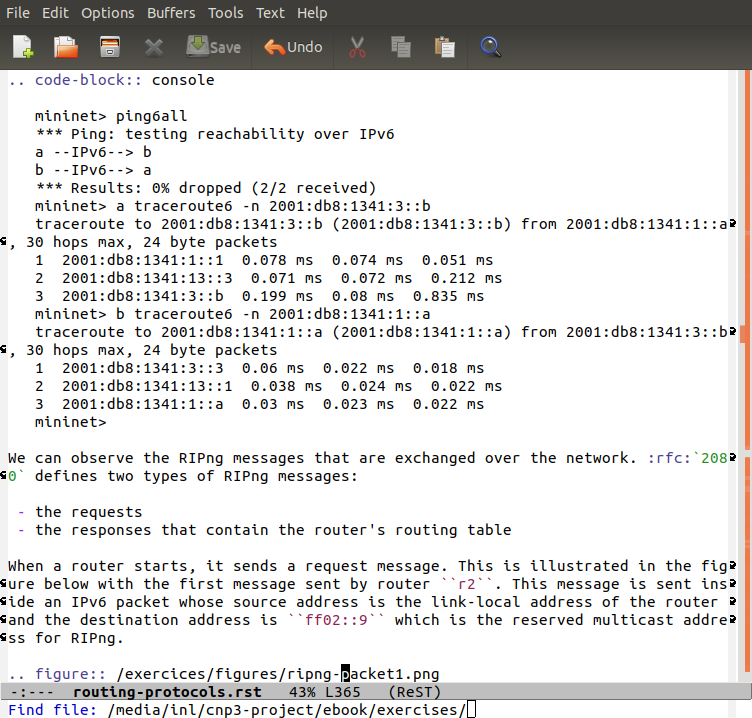 File Edit Options Buffers Tools Text Help
Save Undo
.. code-block:: console
mininet> ping6all
*** Ping: testing reachability over IPv6
a --IPv6--> b
b --IPv6--> a
*** Results: 0% dropped (2/2 received)
mininet> a traceroute6 -n 2001:db8:1341:3::b
traceroute to 2001:db8:1341:3::b (2001:db8:1341:3::b) from 2001:db8:1341:1::a
, 30 hops max, 24 byte packets
1  2001:db8:1341:1::1  0.078 ms  0.074 ms  0.051 ms
2  2001:db8:1341:13::3  0.071 ms  0.072 ms  0.212 ms
3  2001:db8:1341:3::b  0.199 ms  0.08 ms  0.835 ms
mininet> b traceroute6 -n 2001:db8:1341:1::a
traceroute to 2001:db8:1341:1::a (2001:db8:1341:1::a) from 2001:db8:1341:3::b
, 30 hops max, 24 byte packets
1  2001:db8:1341:3::3  0.06 ms  0.022 ms  0.018 ms
2  2001:db8:1341:13::1  0.038 ms  0.024 ms  0.022 ms
3  2001:db8:1341:1::a  0.03 ms  0.023 ms  0.022 ms
mininet>
We can observe the RIPng messages that are exchanged over the network. :rfc:`208
0` defines two types of RIPng messages:
- the requests
- the responses that contain the router's routing table
When a router starts, it sends a request message. This is illustrated in the fig
ure below with the first message sent by router ``r2``. This message is sent ins
ide an IPv6 packet whose source address is the link-local address of the router
and the destination address is ``ff02::9`` which is the reserved multicast addre
ss for RIPng.
.. figure:: /exercices/figures/ripng-packet1.png
-:--- routing-protocols.rst 43% L365 (ReST)
Find file: /media/inl/cnp3-project/ebook/exercises/